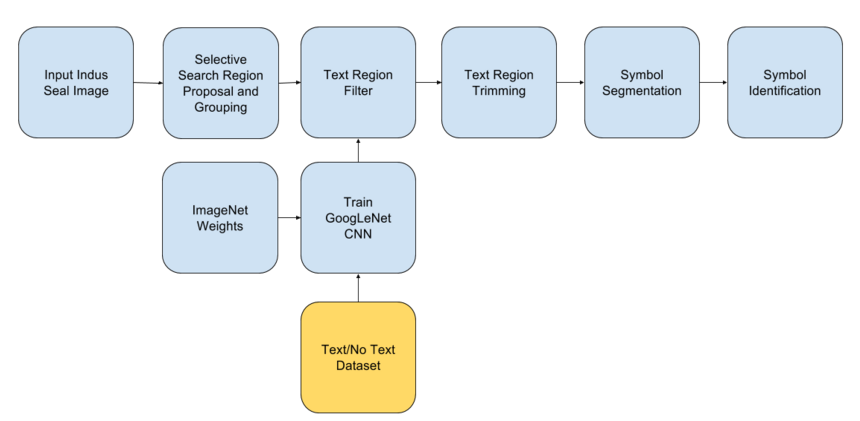 Input Indus
Seal Image
Selective
Search Region
Proposal and
Grouping
Text Region
Filter
Text Region
Trimming
Symbol
Segmentation
Symbol
Identification
ImageNet
Weights
Train
GoogLeNet
CNN
Text/No Text
Dataset